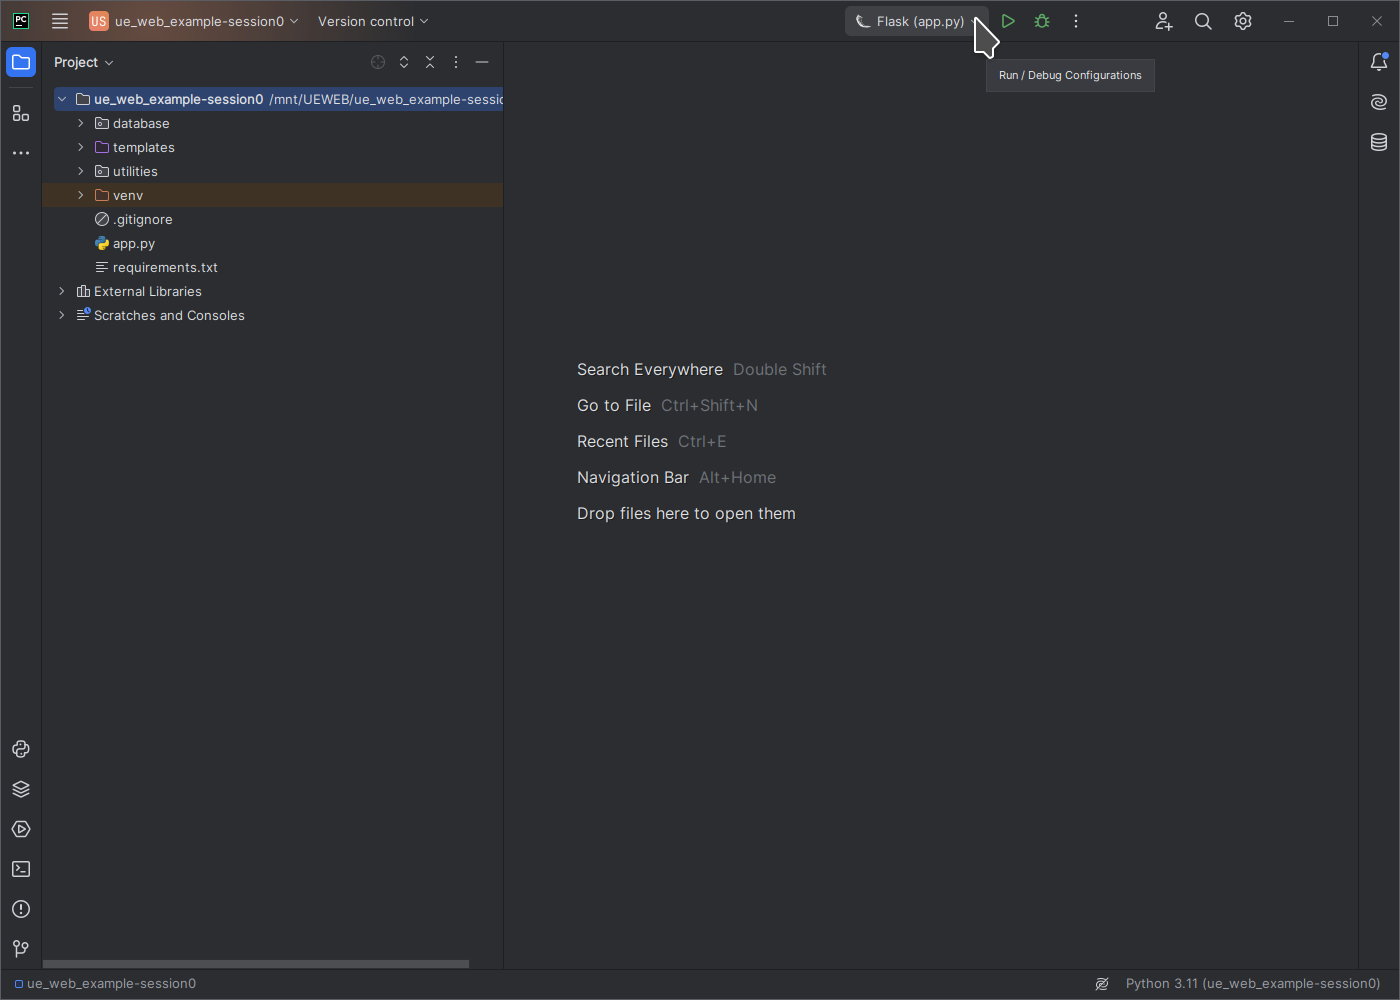 PC
US ue_web_example-session0
Version control
Flask (app.py)
Run / Debug Configurations
Project
ue_web_example-session0 /mnt/UEWEB/ue_web_example-sessio
database
templates
utilities
venv
.gitignore
app.py
requirements.txt
External Libraries
Scratches and Consoles
Search Everywhere Double Shift
Go to File Ctrl+Shift+N
Recent Files Ctrl+E
Navigation Bar Alt+Home
Drop files here to open them
ue_web_example-session0
Python 3.11 (ue_web_example-session0)